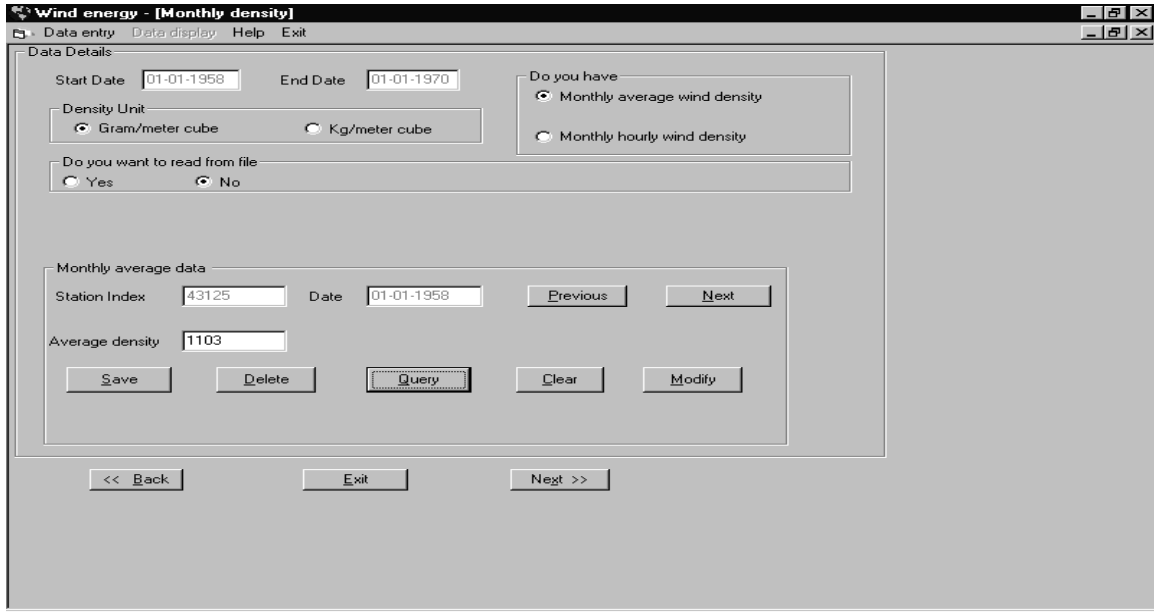 Wind energy - [Monthly density]
Data entry Data display Help Exit
Data Details
Start Date 01-01-1958 End Date 01-01-1970
Do you have
Monthly average wind density
Monthly hourly wind density
Density Unit
Gram/meter cube Kg/meter cube
Do you want to read from file
Yes No
Monthly average data
Station Index 43125 Date 01-01-1958 Previous Next
Average density 1103
Save Delete Query Clear Modify
<< Back Exit Next >>